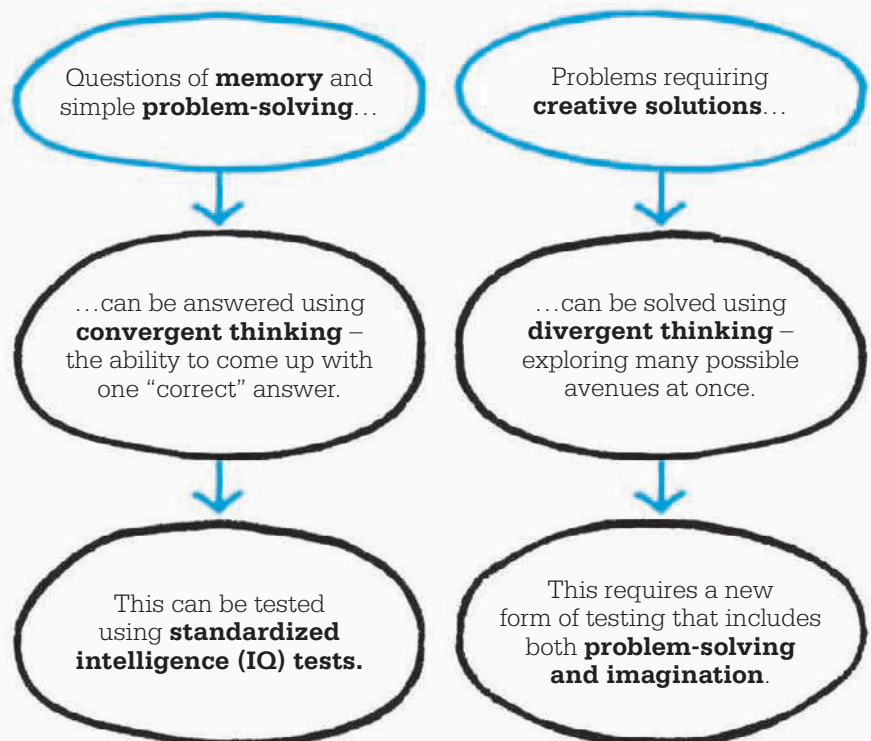 Questions of memory and
simple problem-solving…
…can be answered using
convergent thinking –
the ability to come up with
one “correct” answer.
This can be tested
using standardized
intelligence (IQ) tests.
Problems requiring
creative solutions…
…can be solved using
divergent thinking –
exploring many possible
avenues at once.
This requires a new
form of testing that includes
both problem-solving
and imagination.